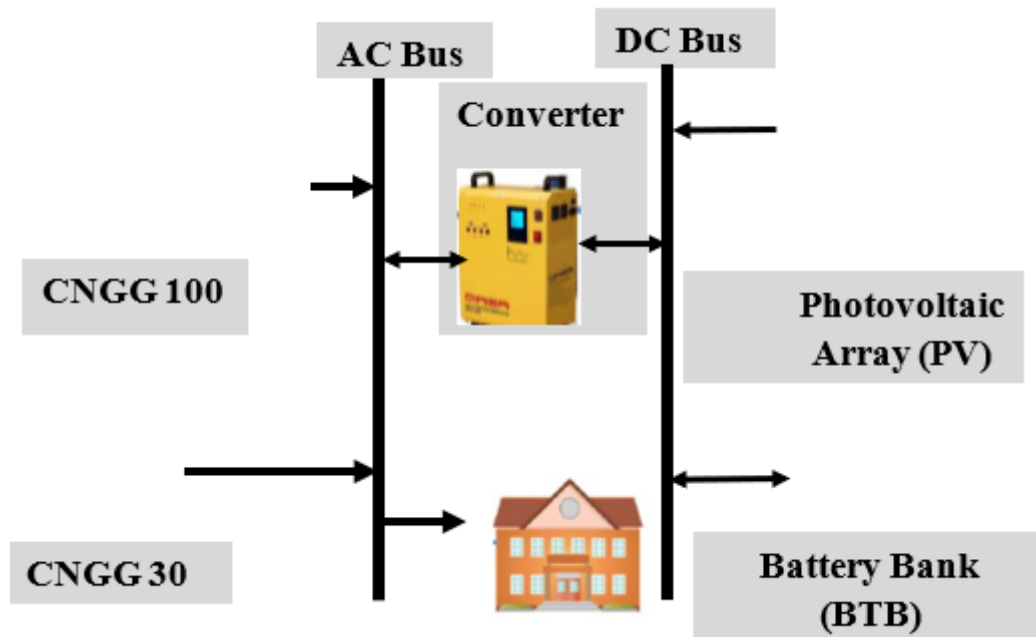 AC Bus
DC Bus
Converter
CNGG 100
Photovoltaic
Array (PV)
CNGG 30
Battery Bank
(BTB)